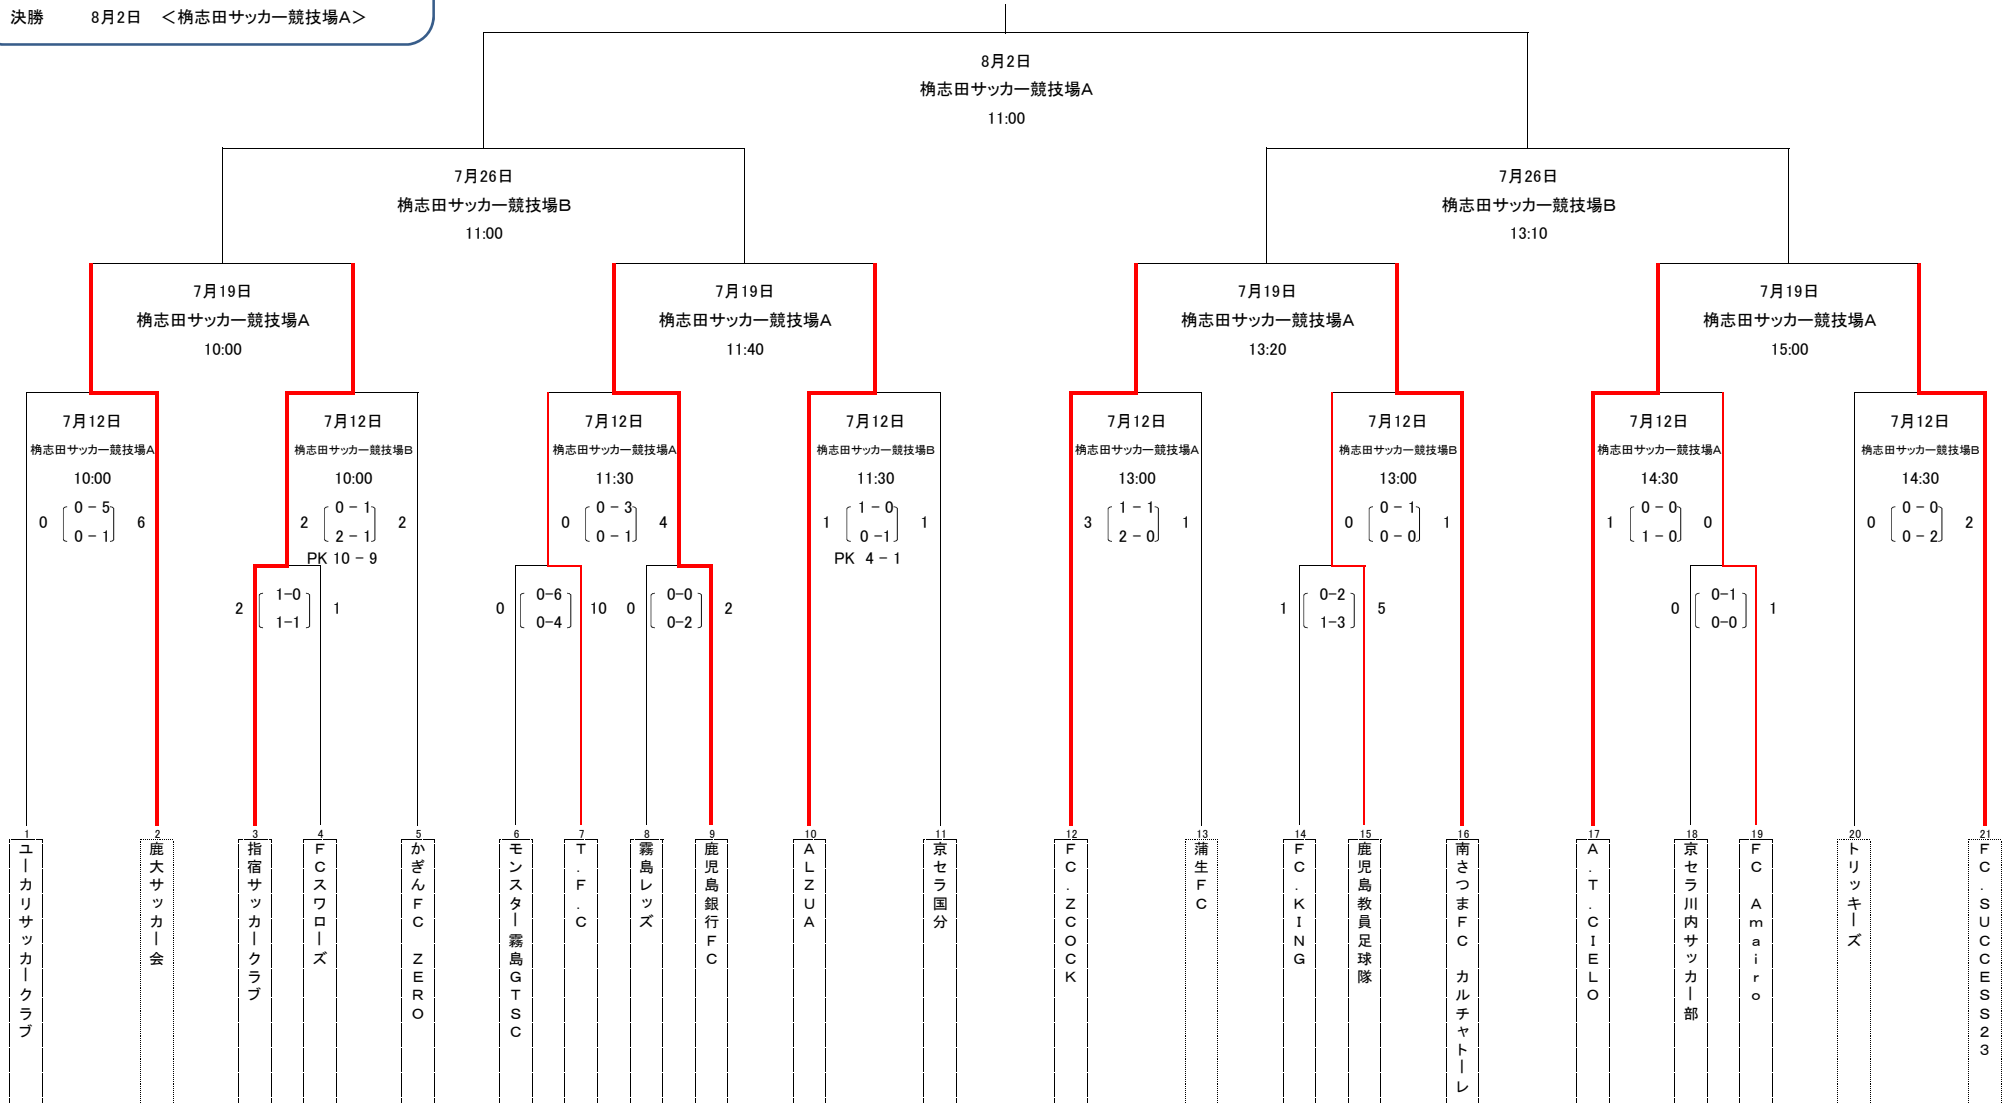 決勝 8月2日 ＜桷志田サッカー競技場A＞
8月2日
桷志田サッカー競技場A
11:00
7月26日
桷志田サッカー競技場B
11:00
7月26日
桷志田サッカー競技場B
13:10
7月19日
桷志田サッカー競技場A
10:00
7月19日
桷志田サッカー競技場A
11:40
7月19日
桷志田サッカー競技場A
13:20
7月19日
桷志田サッカー競技場A
15:00
7月12日
桷志田サッカー競技場A
10:00
0 0－5 6
0－1
7月12日
桷志田サッカー競技場B
10:00
2 0－1 2
2－1
PK 10－9
7月12日
桷志田サッカー競技場A
11:30
0 0－3 4
0－1
7月12日
桷志田サッカー競技場B
11:30
1 1－0 1
0－1
PK 4－1
7月12日
桷志田サッカー競技場A
13:00
3 1－1 1
2－0
7月12日
桷志田サッカー競技場B
13:00
0 0－1 1
0－0
7月12日
桷志田サッカー競技場A
14:30
1 0－0 0
1－0
7月12日
桷志田サッカー競技場B
14:30
0 0－0 2
0－2
2 1-0 1
1-1
0 0-6 10
0-4
0 0-0 2
0-2
1 0-2 5
1-3
0 0-1 1
0-0
1
ユーカリサッカークラブ
2
鹿大サッカー会
3
指宿サッカークラブ
4
FCスワローズ
5
かぎんFC ZERO
6
モンスター霧島GTSC
7
T.F.C
8
霧島レッズ
9
鹿児島銀行FC
10
ALZUA
11
京セラ国分
12
FC.ZCOCK
13
蒲生FC
14
FC.KING
15
鹿児島教員足球隊
16
南さつまFC カルチャトーレ
17
A.T.CIELO
18
京セラ川内サッカー部
19
FC Amairo
20
トリッキーズ
21
FC.SUCCESS23